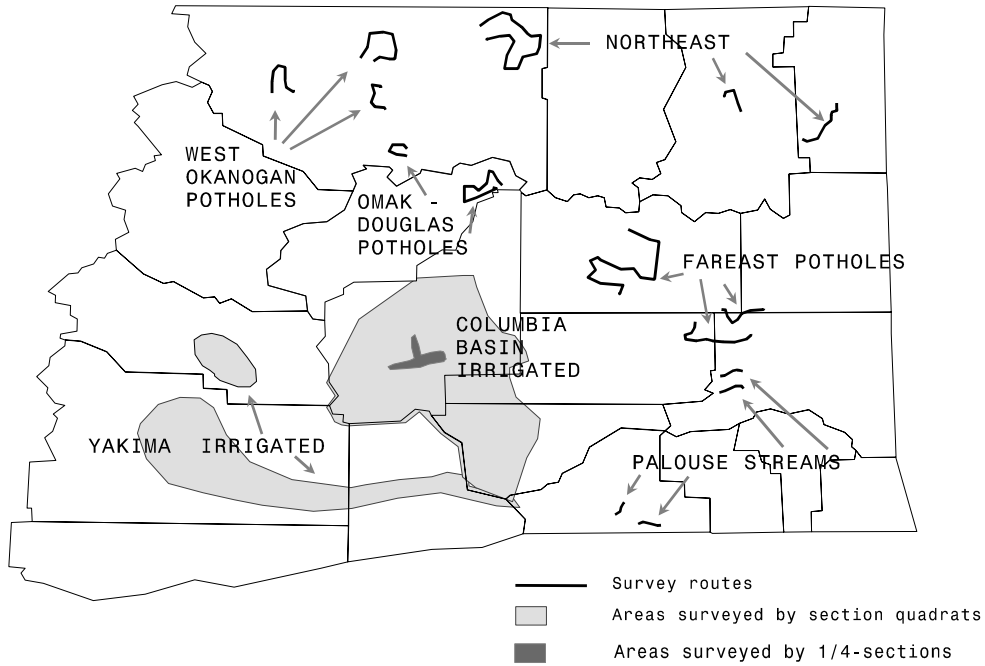 NORTHEAST
WEST
OKANOGAN
POTHOLES
OMAK -
DOUGLAS
POTHOLES
FAREAST POTHOLES
COLUMBIA
BASIN
IRRIGATED
YAKIMA IRRIGATED
PALOUSE STREAMS
Survey routes
Areas surveyed by section quadrats
Areas surveyed by 1/4-sections